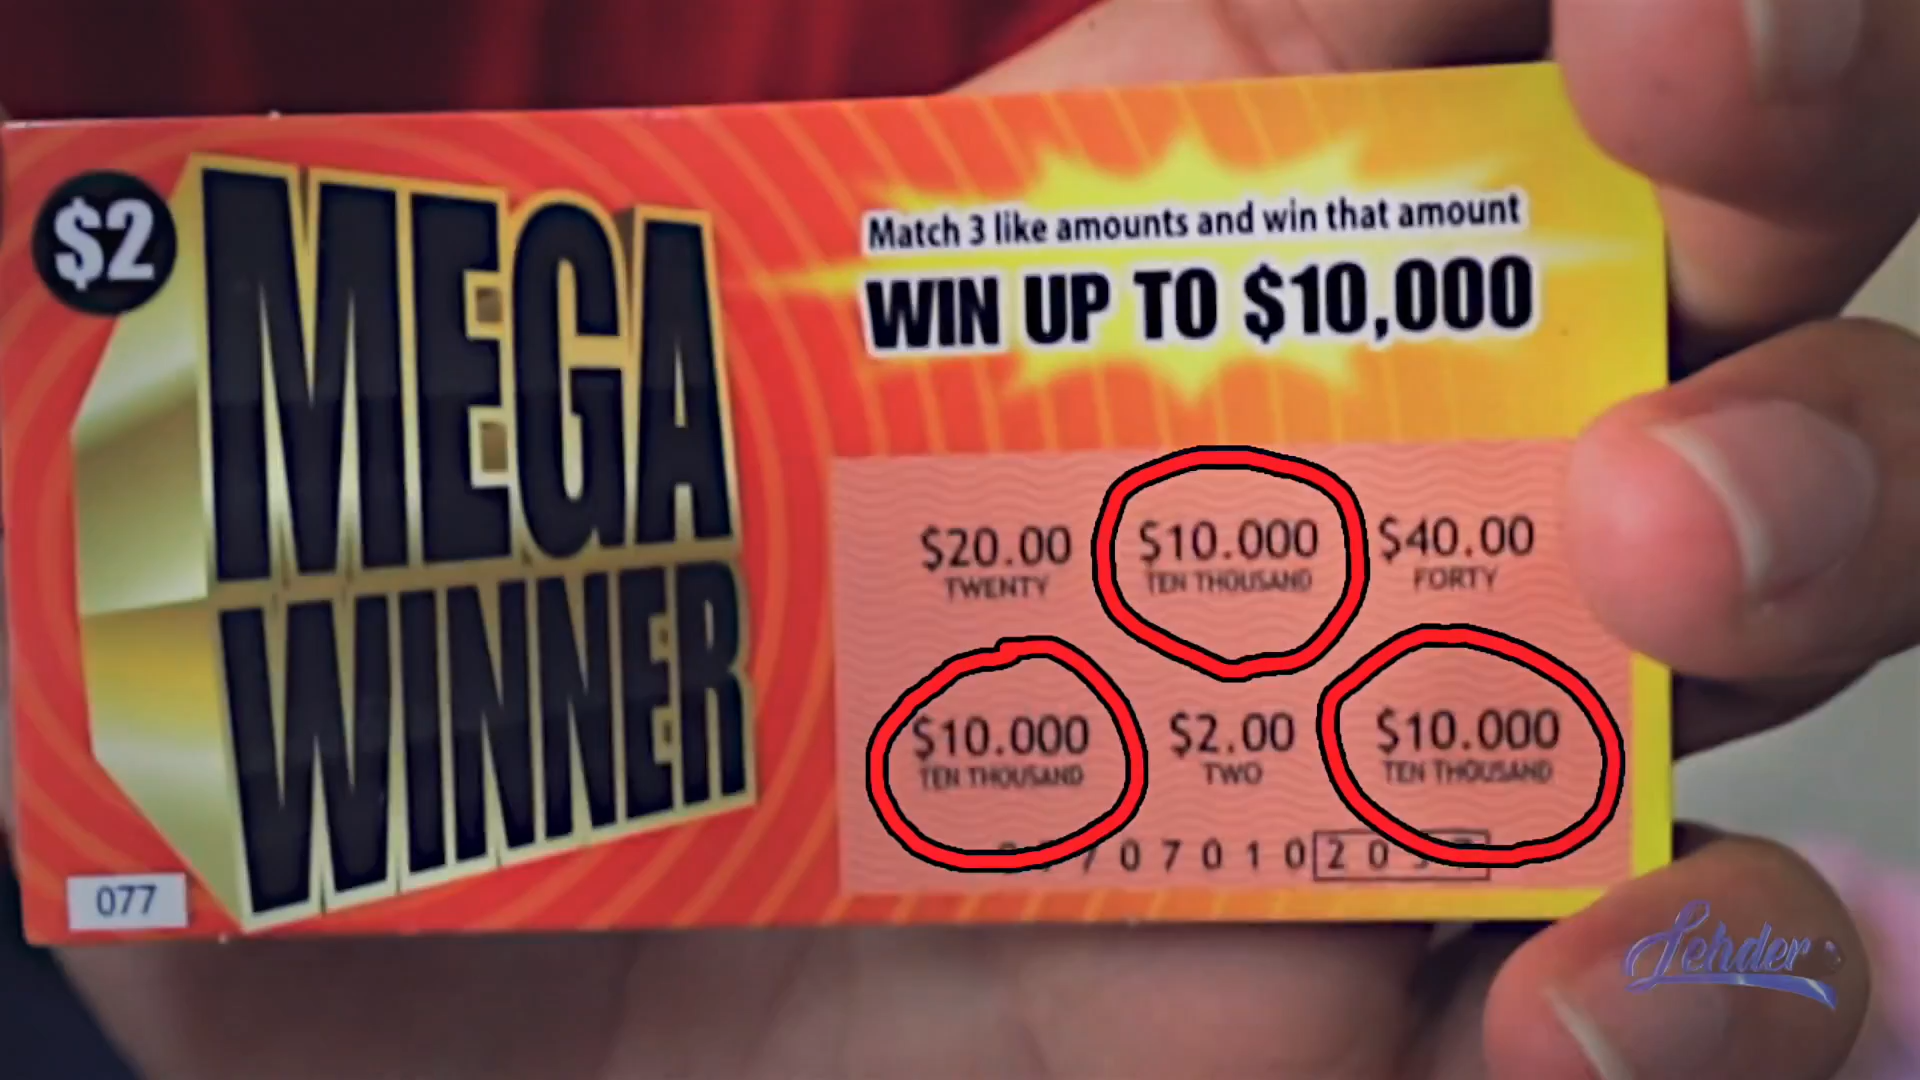 $2
MEGA
WINNER
077
Match 3 like amounts and win that amount
WIN UP TO $10,000
$20.00 $10.000 $40.00
TWENTY TEN THOUSAND FORTY
$10.000 $2.00 $10.000
TEN THOUSAND TWO TEN THOUSAND
Lehder